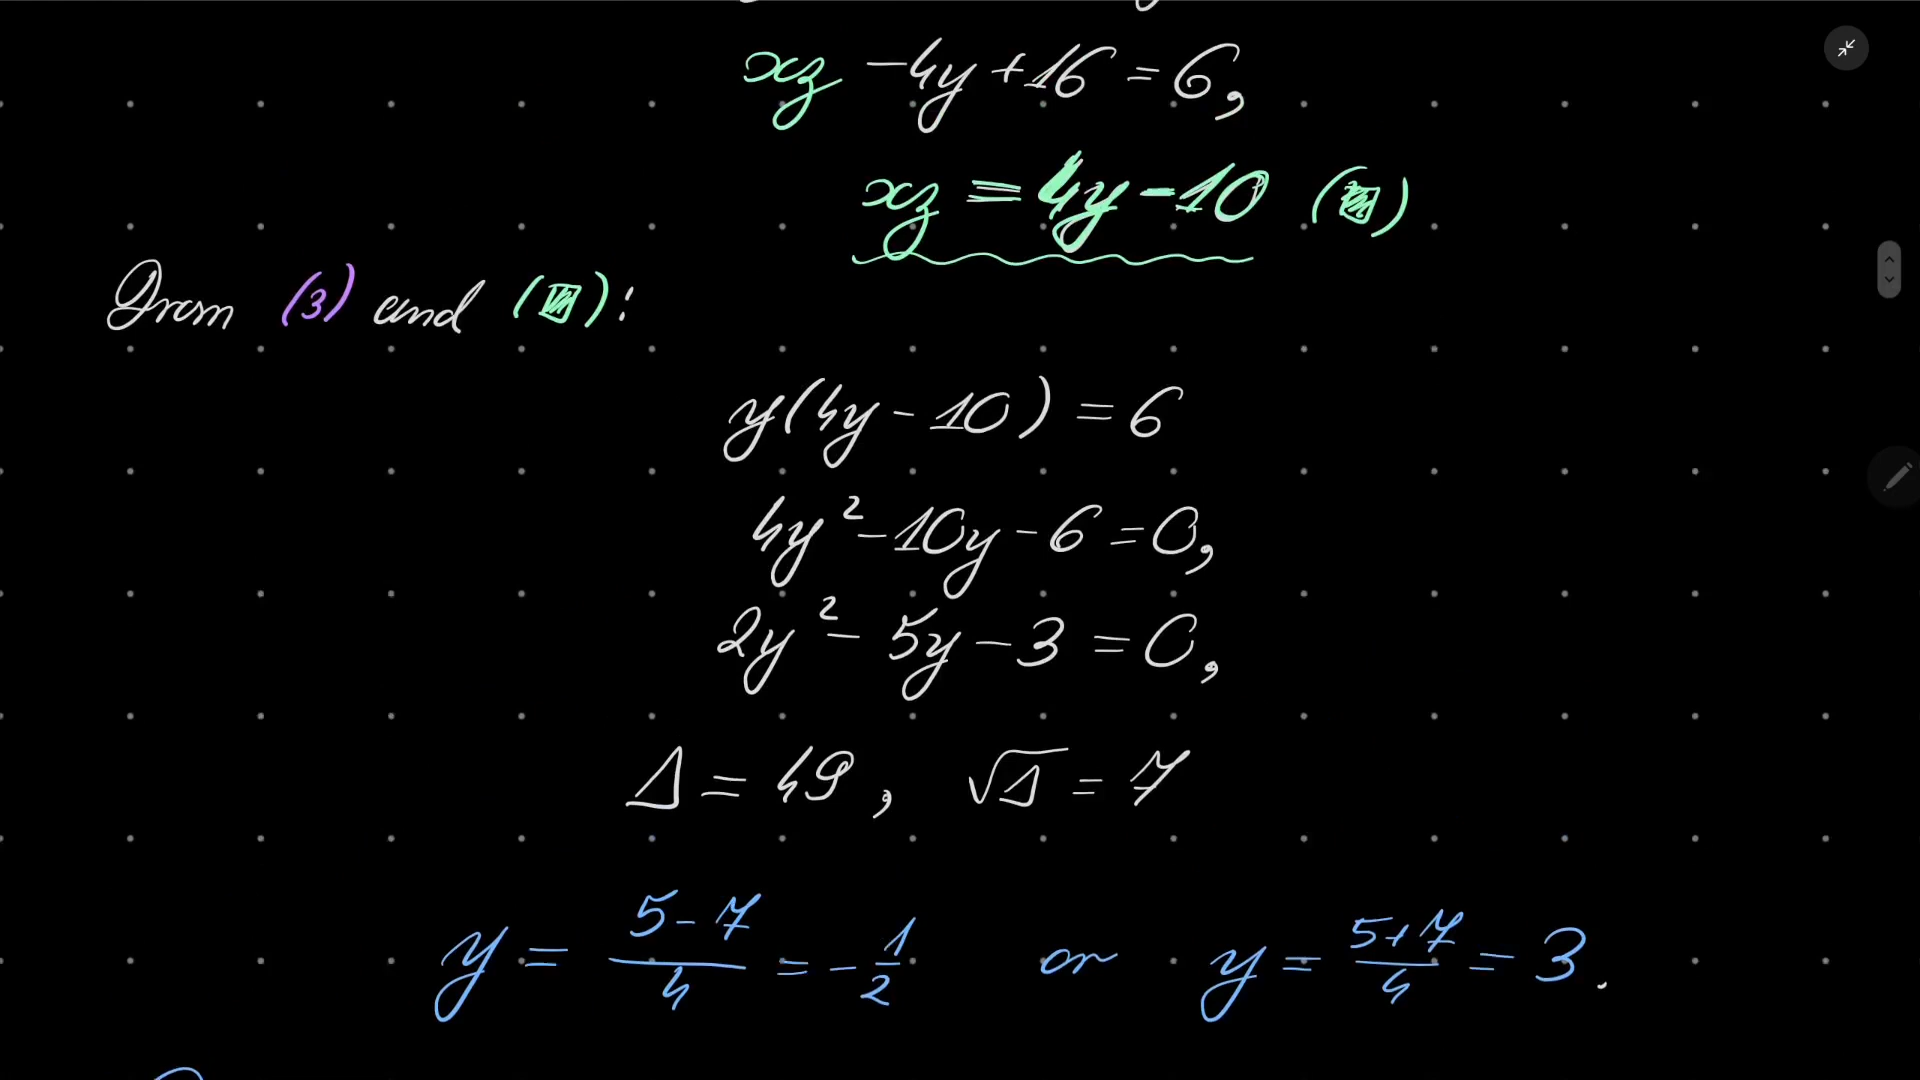 xz -4y +16 = 6,
xz = 4y -10 ( )
From (3) and ( ):
y(4y - 10) = 6
4y² - 10y - 6 = 0,
2y² - 5y - 3 = 0,
Δ = 49, √Δ = 7
y = (5-7)/4 = -1/2 or y = (5+7)/4 = 3.